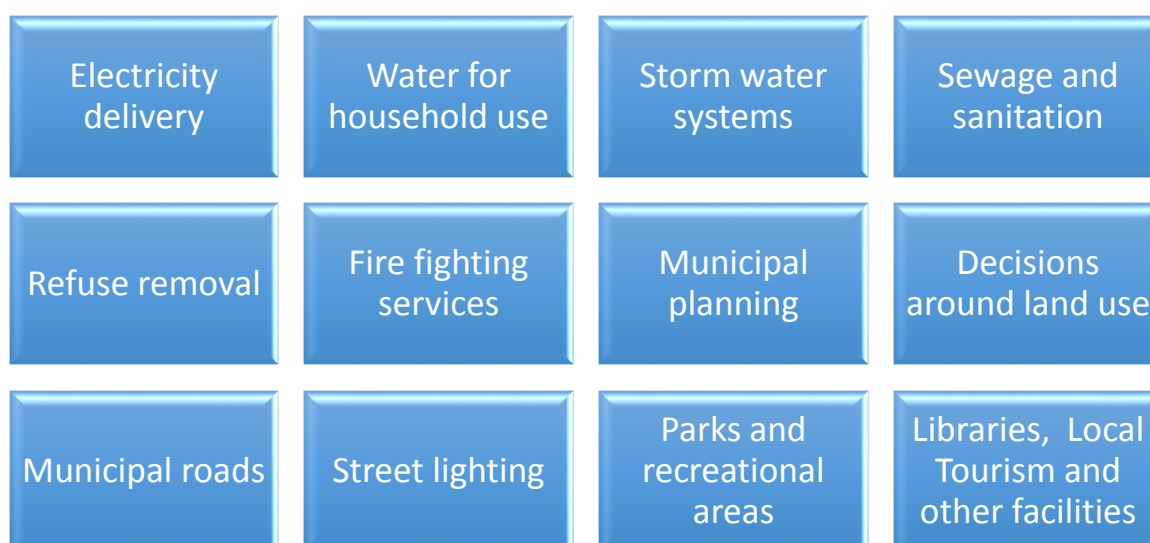 Electricity
delivery
Water for
household use
Storm water
systems
Sewage and
sanitation
Refuse removal
Fire fighting
services
Municipal
planning
Decisions
around land use
Municipal roads
Street lighting
Parks and
recreational
areas
Libraries, Local
Tourism and
other facilities